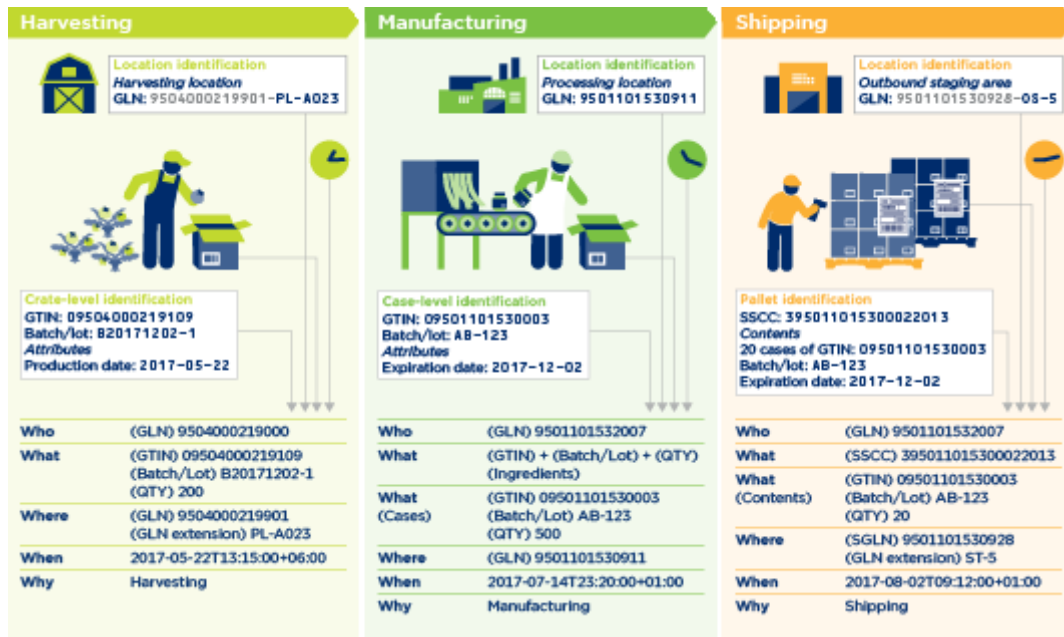 Harvesting
Location identification
Harvesting location
GLN: 9504000219901-PL-A023
Crate-level identification
GTIN: 09504000219109
Batch/lot: B20171202-1
Attributes
Production date: 2017-05-22
Who (GLN) 9504000219000
What (GTIN) 09504000219109
(Batch/Lot) B20171202-1
(QTY) 200
Where (GLN) 9504000219901
(GLN extension) PL-A023
When 2017-05-22T13:15:00+06:00
Why Harvesting
Manufacturing
Location identification
Processing location
GLN: 9501101530911
Case-level identification
GTIN: 09501101530003
Batch/lot: AB-123
Attributes
Expiration date: 2017-12-02
Who (GLN) 9501101532007
What (GTIN) + (Batch/Lot) + (QTY)
(Ingredients)
What (GTIN) 09501101530003
(Cases) (Batch/Lot) AB-123
(QTY) 500
Where (GLN) 9501101530911
When 2017-07-14T23:20:00+01:00
Why Manufacturing
Shipping
Location identification
Outbound staging area
GLN: 9501101530928-OS-5
Pallet identification
SSCC: 395011015300022013
Contents
20 cases of GTIN: 09501101530003
Batch/lot: AB-123
Expiration date: 2017-12-02
Who (GLN) 9501101532007
What (SSCC) 395011015300022013
What (GTIN) 09501101530003
(Contents) (Batch/Lot) AB-123
(QTY) 20
Where (SGLN) 9501101530928
(GLN extension) ST-5
When 2017-08-02T09:12:00+01:00
Why Shipping